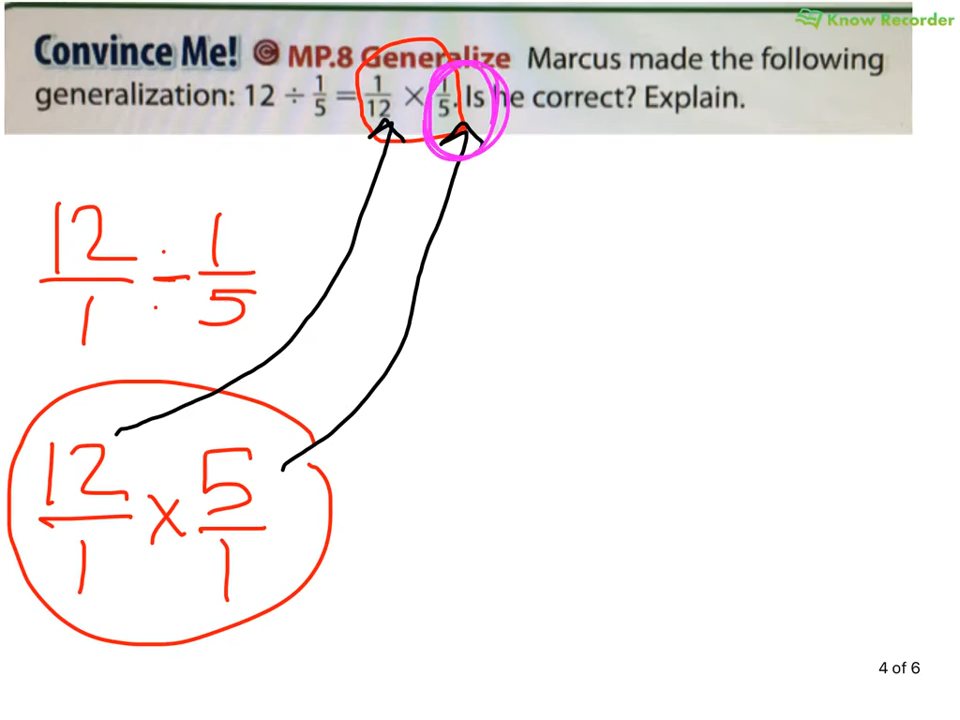 Know Recorder
Convince Me! © MP.8 Generalize Marcus made the following
generalization: 12 ÷ 1/5 = 1/12 × 1/5. Is he correct? Explain.
12/1 ÷ 1/5
12/1 x 5/1
4 of 6